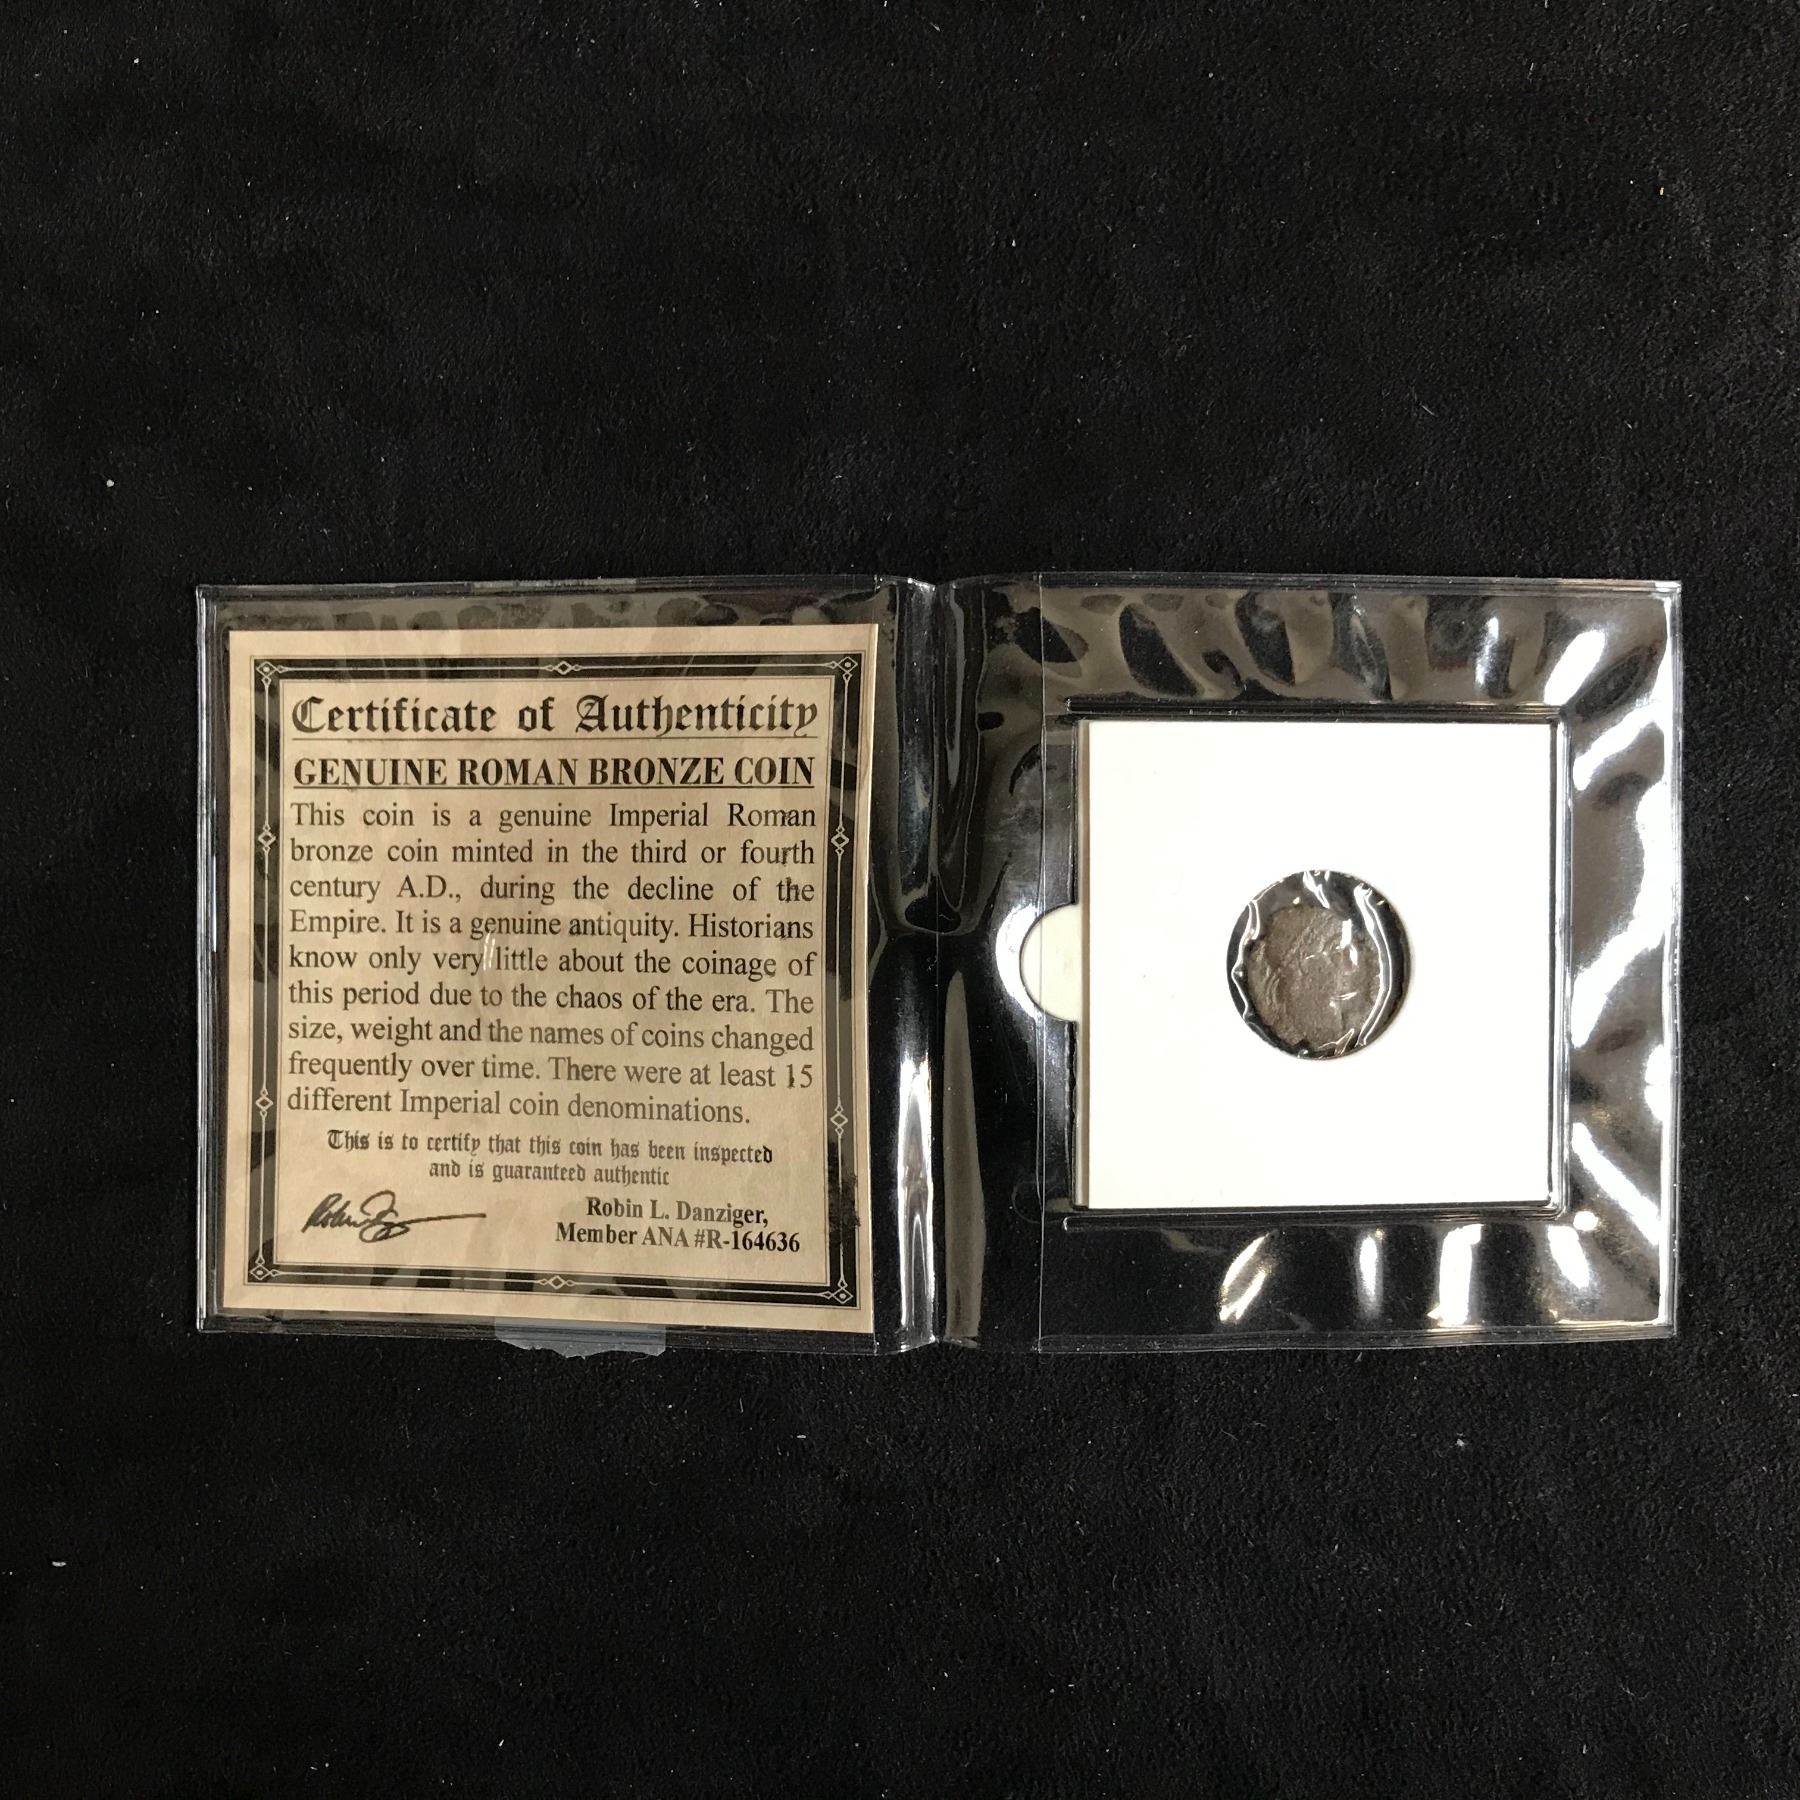 Certificate of Authenticity
GENUINE ROMAN BRONZE COIN
This coin is a genuine Imperial Roman
bronze coin minted in the third or fourth
century A.D., during the decline of the
Empire. It is a genuine antiquity. Historians
know only very little about the coinage of
this period due to the chaos of the era. The
size, weight and the names of coins changed
frequently over time. There were at least 15
different Imperial coin denominations.
This is to certify that this coin has been inspected
and is guaranteed authentic
Robin L. Danziger,
Member ANA #R-164636